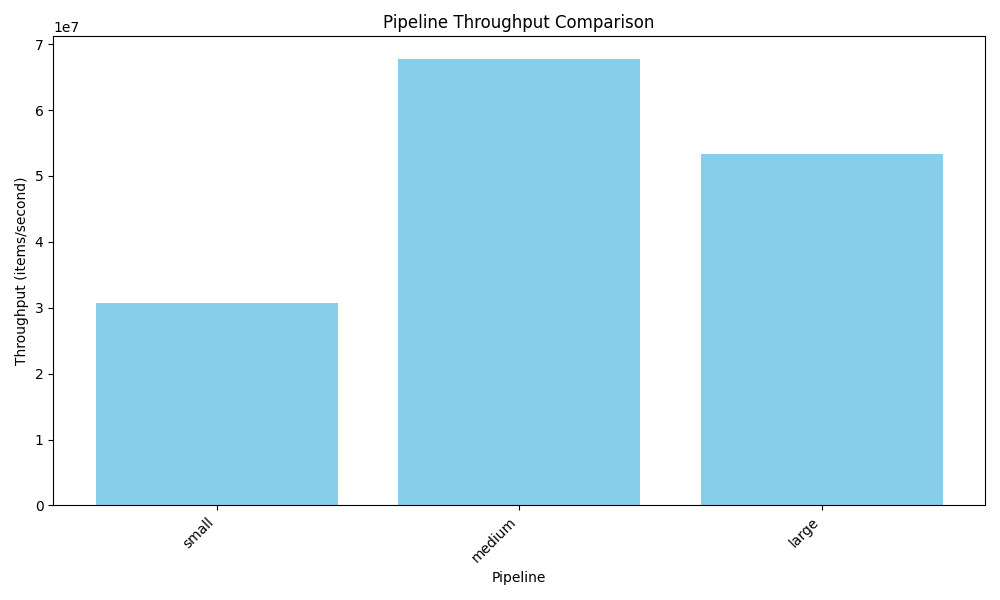 Pipeline Throughput Comparison
1e7
7
6
5
4
3
2
1
0
Throughput (items/second)
small
medium
large
Pipeline